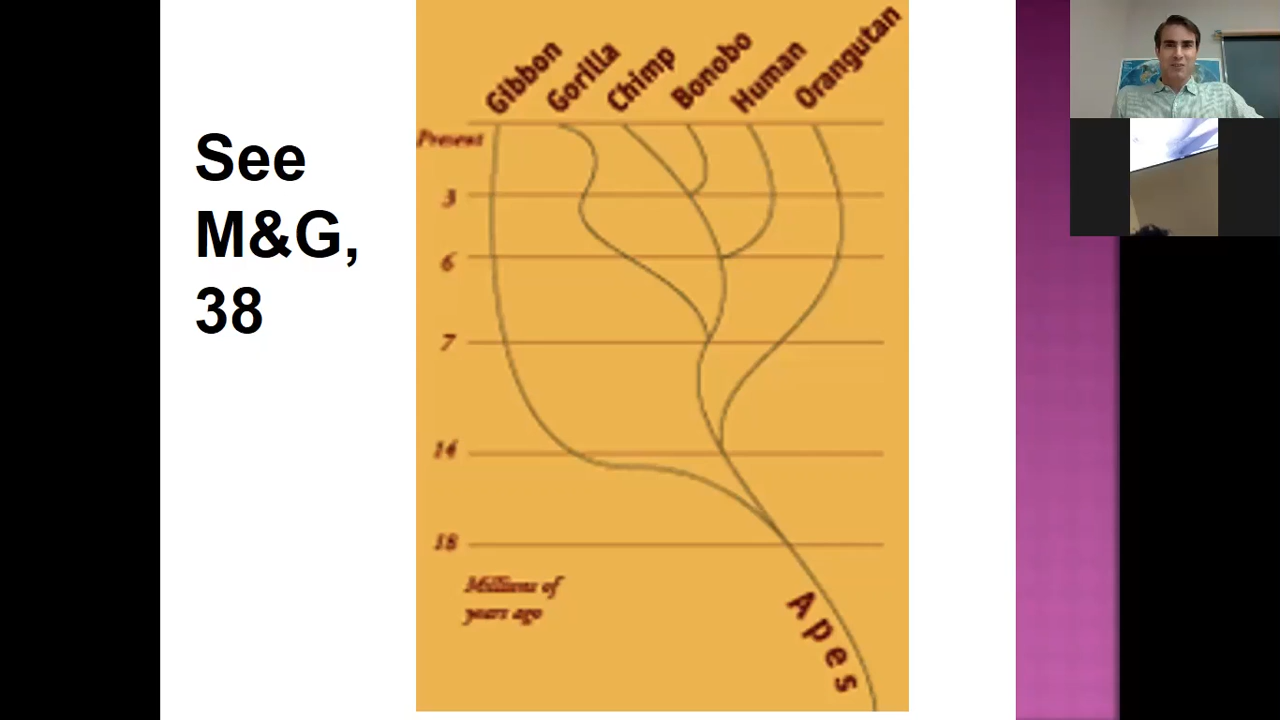 See
M&G,
38
Gibbon
Gorilla
Chimp
Bonobo
Human
Orangutan
Present
3
6
7
14
18
Millions of
years ago
Apes